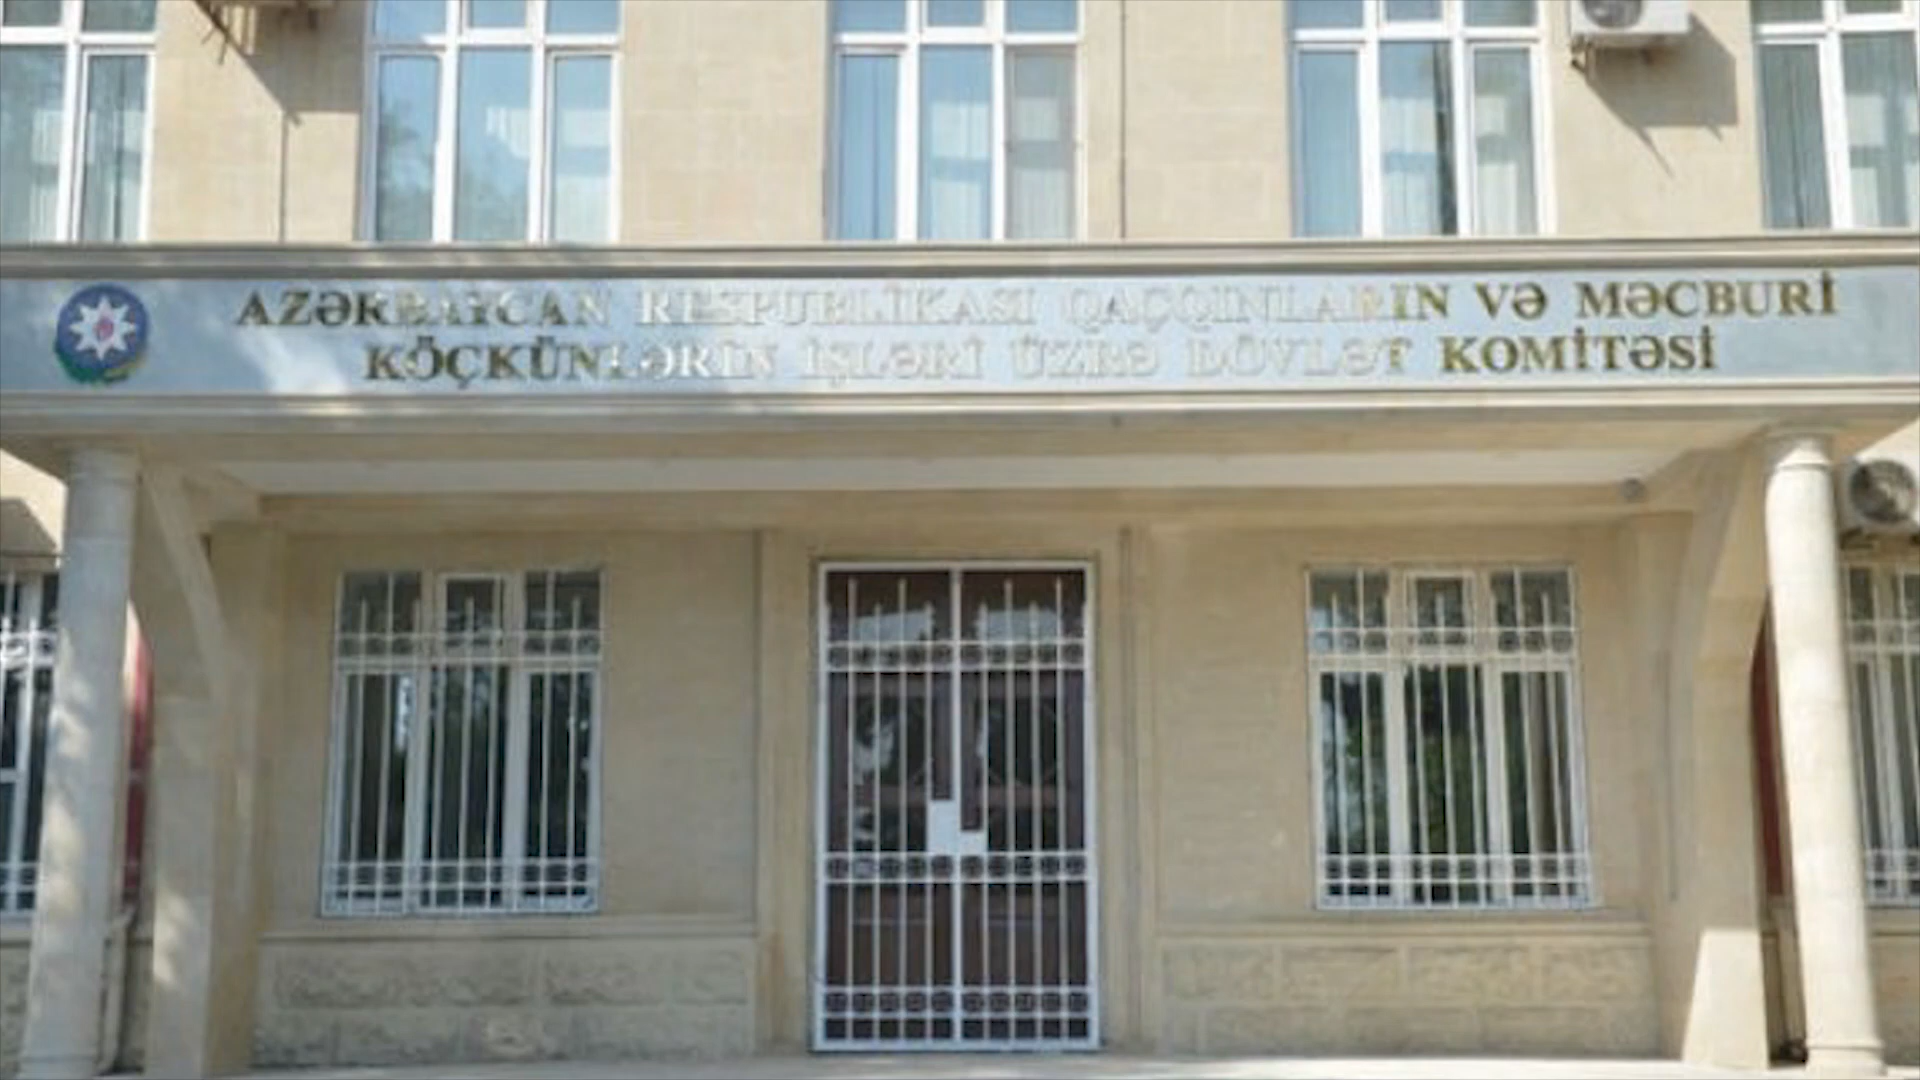 AZƏRBAYCAN RESPUBLİKASI QAÇQINLARIN VƏ MƏCBURİ
KÖÇKÜNLƏRİN İŞLƏRİ ÜZRƏ DÖVLƏT KOMİTƏSİ